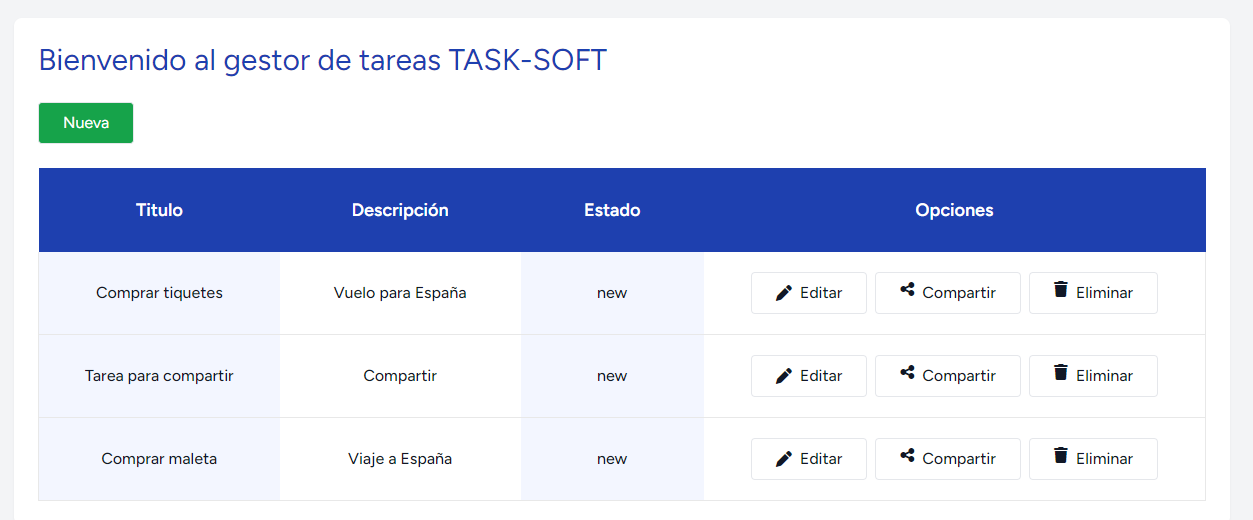 Bienvenido al gestor de tareas TASK-SOFT
Nueva
Titulo Descripción Estado Opciones
Comprar tiquetes Vuelo para España new Editar Compartir Eliminar
Tarea para compartir Compartir new Editar Compartir Eliminar
Comprar maleta Viaje a España new Editar Compartir Eliminar